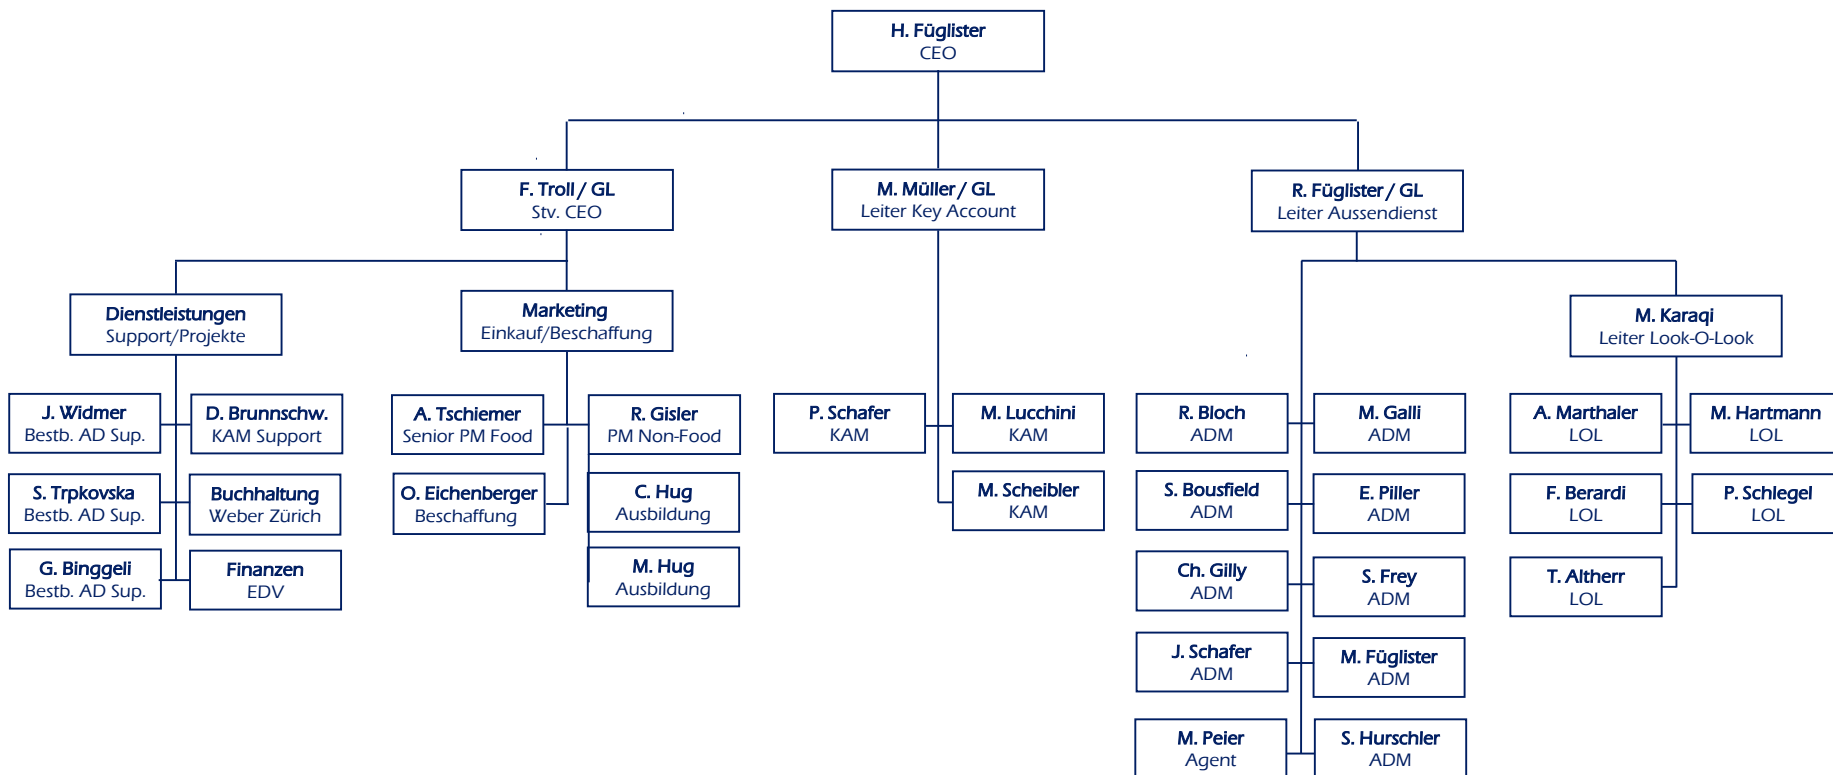 H. Füglister
CEO
F. Troll / GL
Stv. CEO
M. Müller / GL
Leiter Key Account
R. Füglister / GL
Leiter Aussendienst
Dienstleistungen
Support/Projekte
Marketing
Einkauf/Beschaffung
M. Karaqi
Leiter Look-O-Look
J. Widmer
Bestb. AD Sup.
D. Brunnschw.
KAM Support
A. Tschiemer
Senior PM Food
R. Gisler
PM Non-Food
P. Schafer
KAM
M. Lucchini
KAM
R. Bloch
ADM
M. Galli
ADM
A. Marthaler
LOL
M. Hartmann
LOL
S. Trpkovska
Bestb. AD Sup.
Buchhaltung
Weber Zürich
O. Eichenberger
Beschaffung
C. Hug
Ausbildung
M. Scheibler
KAM
S. Bousfield
ADM
E. Piller
ADM
F. Berardi
LOL
P. Schlegel
LOL
G. Binggeli
Bestb. AD Sup.
Finanzen
EDV
M. Hug
Ausbildung
Ch. Gilly
ADM
S. Frey
ADM
T. Altherr
LOL
J. Schafer
ADM
M. Füglister
ADM
M. Peier
Agent
S. Hurschler
ADM